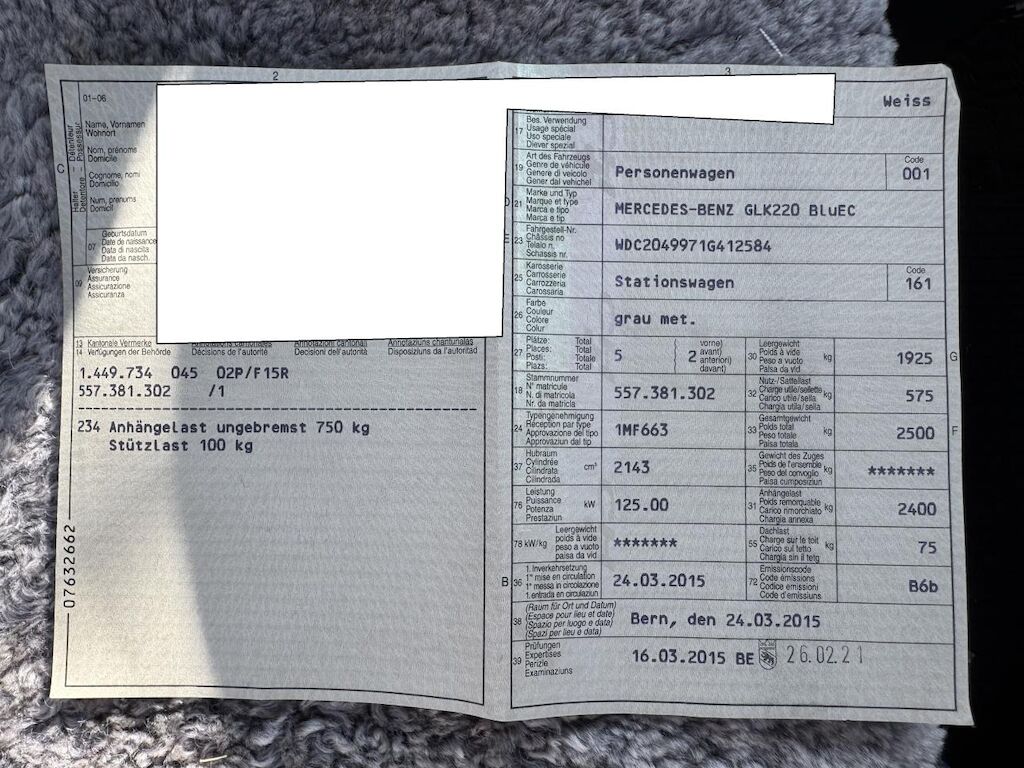 2
01-06
C
Halter – Détenteur
Detentore – Possessur
Name, Vornamen
Wohnort
Nom, prénoms
Domicile
Cognome, nomi
Domicilio
Num, prenums
Domicil
07
Geburtsdatum
Date de naissance
Data di nascita
Data da nasch.
09
Versicherung
Assurance
Assicurazione
Assicuranza
13 Kantonale Vermerke Annotations cantonales Annotazioni cantonali Annotaziuns chantunalas
14 Verfügungen der Behörde Décisions de l'autorité Decisioni dell'autorità Disposiziuns da l'autoritad
1.449.734 045 02P/F15R
557.381.302 /1
234 Anhängelast ungebremst 750 kg
Stützlast 100 kg
07632662
3
Weiss
17
Bes. Verwendung
Usage spécial
Uso speciale
Diever spezial
19
Art des Fahrzeugs
Genre de véhicule
Genere di veicolo
Gener dal vehichel
Personenwagen
Code
001
D
21
Marke und Typ
Marque et type
Marca e tipo
Marca e tip
MERCEDES-BENZ GLK220 BluEC
E
23
Fahrgestell-Nr.
Châssis no
Telaio n.
Schassis nr.
WDC2049971G412584
25
Karosserie
Carrosserie
Carrozzeria
Carossaria
Stationswagen
Code
161
26
Farbe
Couleur
Colore
Colur
grau met.
27
Plätze: Total
Places: Total
Posti: Totale
Plazs: Total
5
2
vorne)
avant)
anteriori)
davant)
30
Leergewicht
Poids à vide
Peso a vuoto
Paisa da vid
kg
1925
G
18
Stammnummer
N° matricule
N. di matricola
Nr. da matricla
557.381.302
32
Nutz-/Sattellast
Charge utile/sellette
Carico utile/sella
Chargia utila/sella
kg
575
24
Typengenehmigung
Réception par type
Approvazione del tipo
Approvaziun dal tip
1MF663
33
Gesamtgewicht
Poids total
Peso totale
Paisa totala
kg
2500
F
37
Hubraum
Cylindrée
Cilindrata
Cilindrada
cm³
2143
35
Gewicht des Zuges
Poids de l'ensemble
Peso del convoglio
Paisa cumposiziun
kg
*******
76
Leistung
Puissance
Potenza
Prestaziun
kW
125.00
31
Anhängelast
Poids remorquable
Carico rimorchiato
Chargia annexa
kg
2400
78 kW/kg
Leergewicht
poids à vide
peso a vuoto
paisa da vid
*******
55
Dachlast
Charge sur le toit
Carico sul tetto
Chargia sin il tetg
kg
75
B
36
1. Inverkehrsetzung
1re mise en circulation
1a messa in circolazione
1. entrada en circulaziun
24.03.2015
72
Emissionscode
Code émissions
Codice emissioni
Code d'emissiuns
B6b
38
(Raum für Ort und Datum)
(Espace pour lieu et date)
(Spazio per luogo e data)
(Spazi per lieu e data)
Bern, den 24.03.2015
39
Prüfungen
Expertises
Perizie
Examinaziuns
16.03.2015 BE 26.02.21